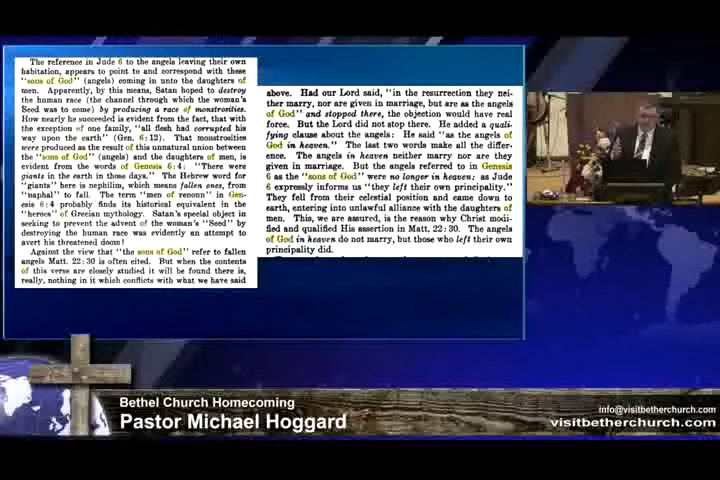 The reference in Jude 6 to the angels leaving their own
habitation, appears to point to and correspond with these
"sons of God" (angels) coming in unto the daughters of
men. Apparently, by this means, Satan hoped to destroy
the human race (the channel through which the woman's
Seed was to come) by producing a race of monstrosities.
How nearly he succeeded is evident from the fact, that with
the exception of one family, "all flesh had corrupted his
way upon the earth" (Gen. 6:12). That monstrosities
were produced as the result of this unnatural union between
the "sons of God" (angels) and the daughters of men, is
evident from the words of Genesis 6:4: "There were
giants in the earth in those days." The Hebrew word for
"giants" here is nephilim, which means fallen ones, from
"naphal" to fall. The term "men of renown" in Gen-
esis 6:4 probably finds its historical equivalent in the
"heroes" of Grecian mythology. Satan's special object in
seeking to prevent the advent of the woman's "Seed" by
destroying the human race was evidently an attempt to
avert his threatened doom!
Against the view that "the sons of God" refer to fallen
angels Matt. 22:30 is often cited. But when the contents
of this verse are closely studied it will be found there is,
really, nothing in it which conflicts with what we have said
above. Had our Lord said, "in the resurrection they nei-
ther marry, nor are given in marriage, but are as the angels
of God" and stopped there, the objection would have real
force. But the Lord did not stop there. He added a quali-
fying clause about the angels: He said "as the angels of
God in heaven." The last two words make all the differ-
ence. The angels in heaven neither marry nor are they
given in marriage. But the angels referred to in Genesis
6 as the "sons of God" were no longer in heaven: as Jude
6 expressly informs us "they left their own principality."
They fell from their celestial position and came down to
earth, entering into unlawful alliance with the daughters of
men. This, we are assured, is the reason why Christ modi-
fied and qualified His assertion in Matt. 22:30. The angels
of God in heaven do not marry, but those who left their own
principality did.
Bethel Church Homecoming
Pastor Michael Hoggard
info@visitbetherchurch.com
visitbetherchurch.com